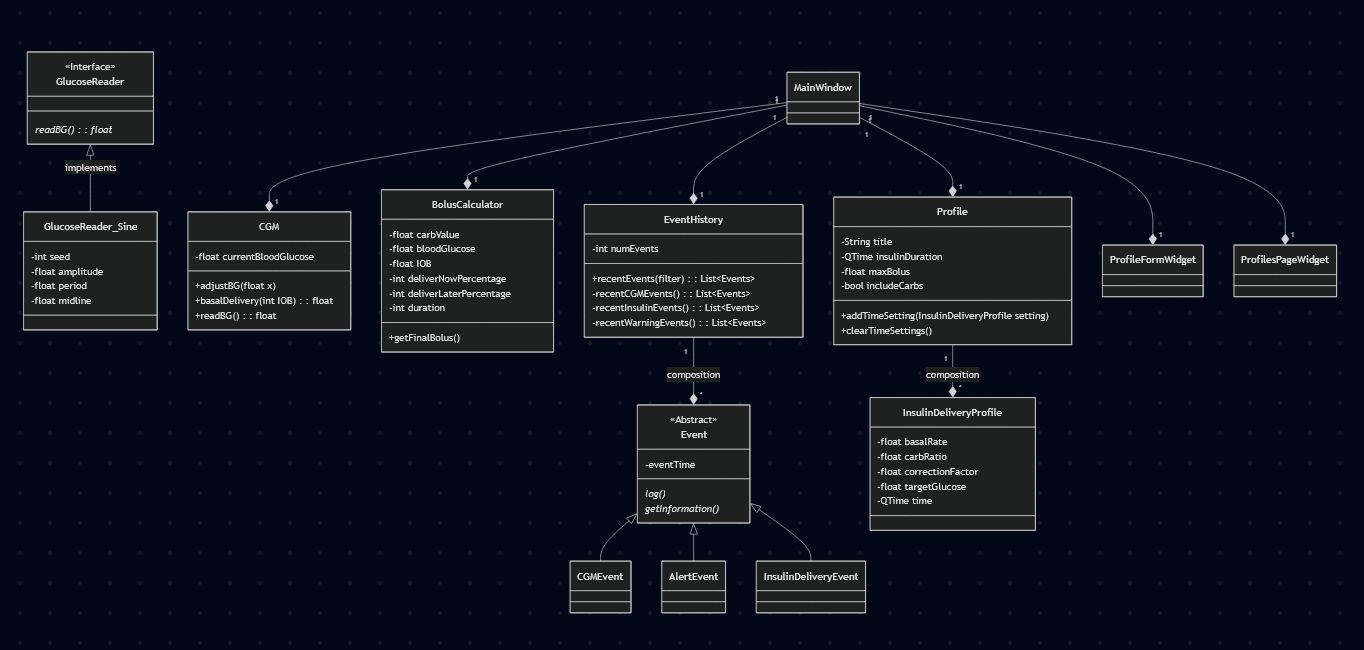 «Interface»
GlucoseReader
readBG() : : float
implements
GlucoseReader_Sine
-int seed
-float amplitude
-float period
-float midline
MainWindow
1
1
1
1
1
CGM
-float currentBloodGlucose
+adjustBG(float x)
+basalDelivery(int IOB) : : float
+readBG() : : float
1
BolusCalculator
-float carbValue
-float bloodGlucose
-float IOB
-int deliverNowPercentage
-int deliverLaterPercentage
-int duration
+getFinalBolus()
1
EventHistory
-int numEvents
+recentEvents(filter) : : List<Events>
-recentCGMEvents() : : List<Events>
-recentInsulinEvents() : : List<Events>
-recentWarningEvents() : : List<Events>
1
1
composition
*
«Abstract»
Event
-eventTime
log()
getInformation()
CGMEvent
AlertEvent
InsulinDeliveryEvent
1
Profile
-String title
-QTime insulinDuration
-float maxBolus
-bool includeCarbs
+addTimeSetting(InsulinDeliveryProfile setting)
+clearTimeSettings()
1
composition
*
InsulinDeliveryProfile
-float basalRate
-float carbRatio
-float correctionFactor
-float targetGlucose
-QTime time
1
ProfileFormWidget
1
ProfilesPageWidget